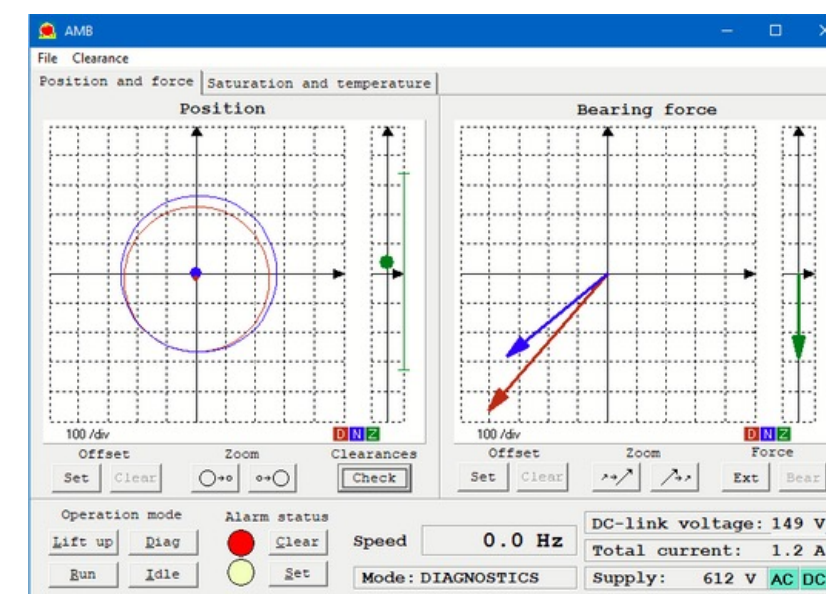 AMB
File Clearance
Position and force Saturation and temperature
Position Bearing force
100 /div D N Z 100 /div D N Z
Offset Zoom Clearances Offset Zoom Force
Set Clear Check Set Clear Ext Bear
Operation mode Alarm status
DC-link voltage: 149 V
Lift up Diag Clear Speed 0.0 Hz
Total current: 1.2 A
Run Idle Set Mode: DIAGNOSTICS Supply: 612 V AC DC